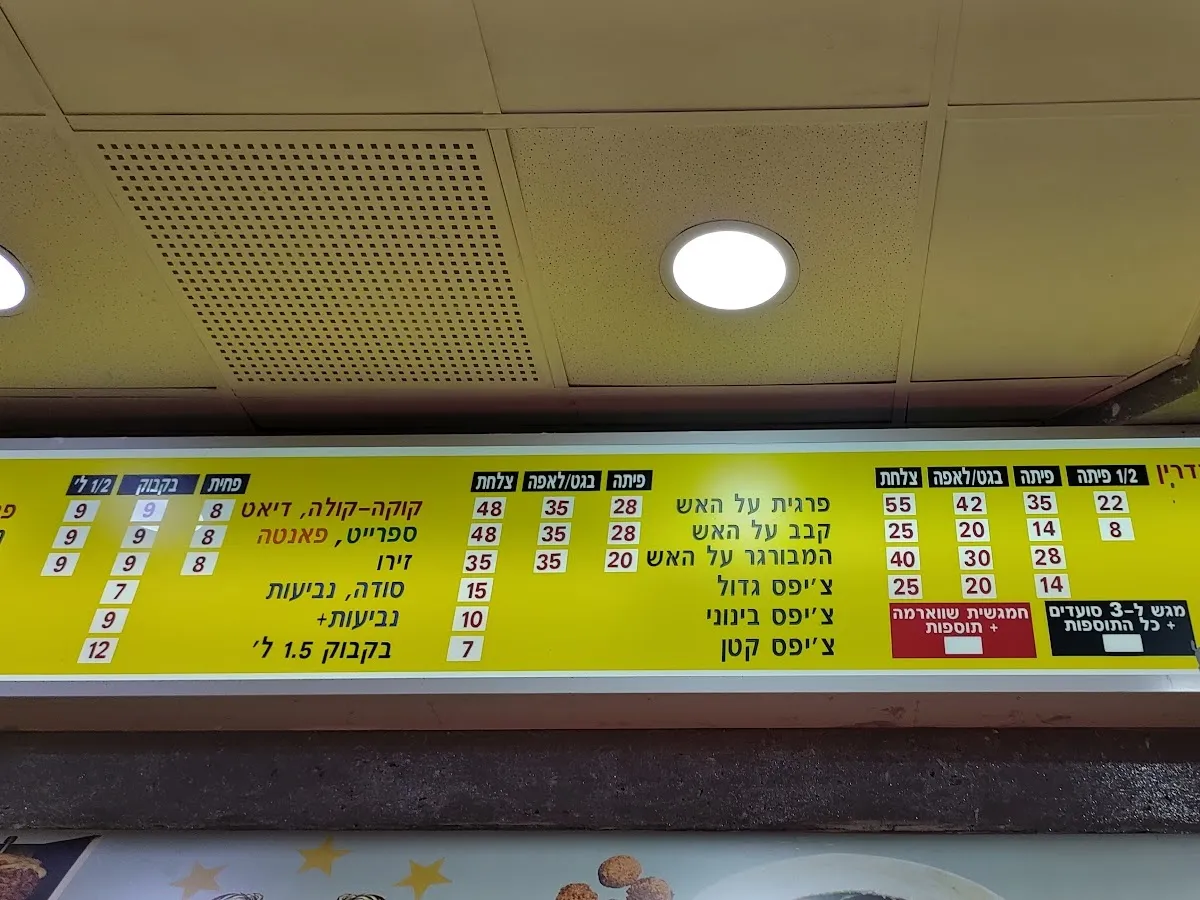 1/2 פיתה פיתה בגט/לאפה צלחת
22 35 42 55
8 14 20 25
28 30 40
14 20 25
מגש ל-3 סועדים
+ כל התוספות
חמגשית שווארמה
+ תוספות
פיתה בגט/לאפה צלחת
פרגית על האש 28 35 48
קבב על האש 28 35 48
המבורגר על האש 20 35 35
צ'יפס גדול 15
צ'יפס בינוני 10
צ'יפס קטן 7
פחית בקבוק 1/2 ל'
קוקה-קולה, דיאט 8 9 9
ספרייט, פאנטה 8 9 9
זירו 8 9 9
סודה, נביעות 7
נביעות+ 9
בקבוק 1.5 ל' 12